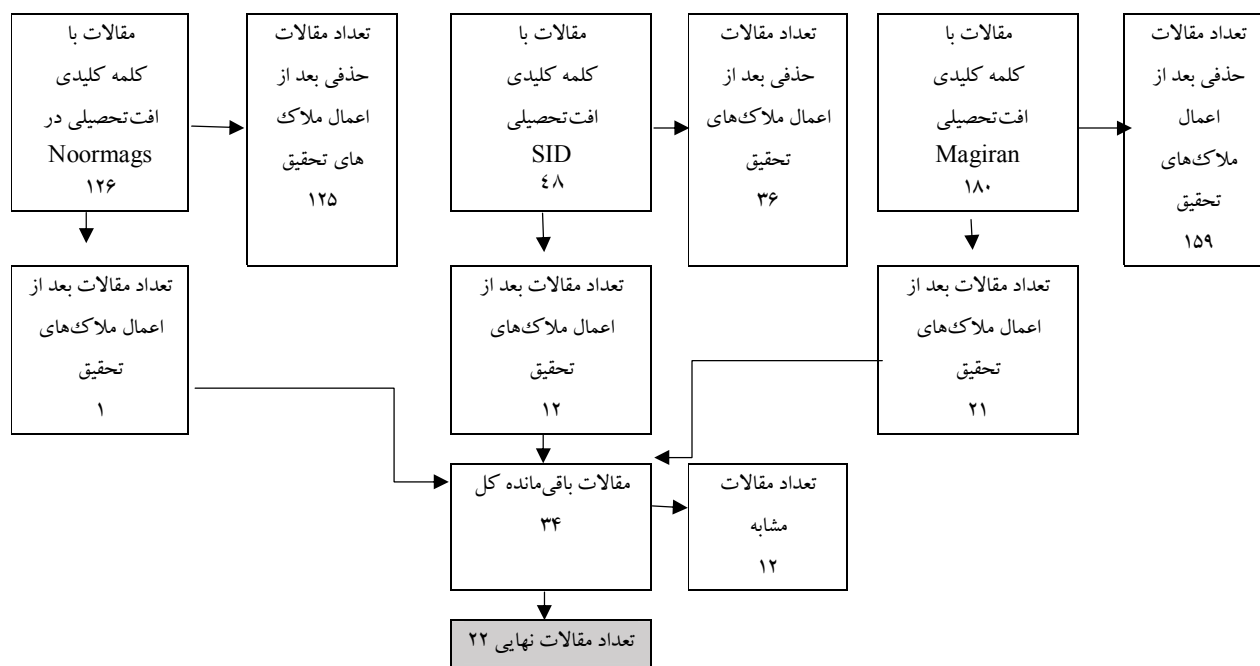 تعداد مقالات
حذفی بعد از
اعمال
ملاک‌های
تحقیق
۱۵۹
مقالات با
کلمه کلیدی
افت‌تحصیلی
Magiran
۱۸۰
تعداد مقالات
حذفی بعد از
اعمال ملاک‌های
تحقیق
۳۶
مقالات با
کلمه کلیدی
افت‌تحصیلی
SID
٤٨
تعداد مقالات
حذفی بعد از
اعمال ملاک
های تحقیق
۱۲۵
مقالات با
کلمه کلیدی
افت‌تحصیلی در
Noormags
۱۲۶
تعداد مقالات بعد از
اعمال ملاک‌های
تحقیق
۲۱
تعداد مقالات بعد از
اعمال ملاک‌های
تحقیق
۱۲
تعداد مقالات بعد از
اعمال ملاک‌های
تحقیق
۱
تعداد مقالات
مشابه
۱۲
مقالات باقی‌مانده کل
۳۴
تعداد مقالات نهایی ۲۲